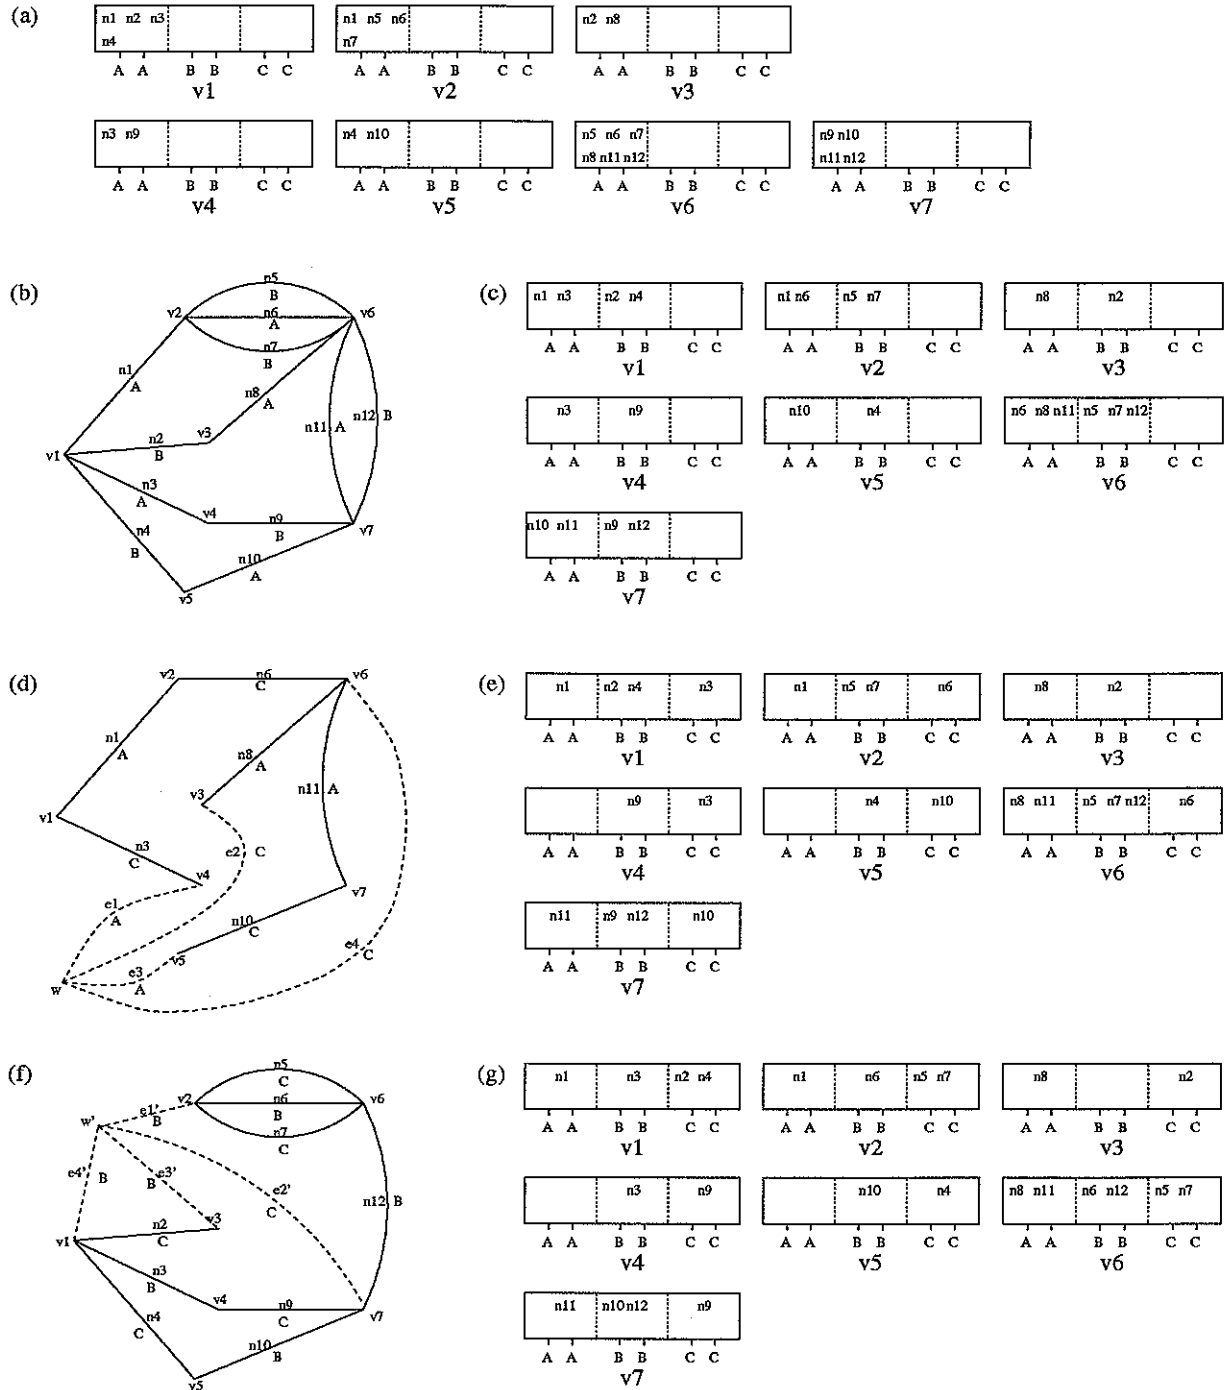 (a)
n1 n2 n3 n1 n5 n6 n2 n8
n4 n7
A A B B C C A A B B C C A A B B C C
v1 v2 v3
n3 n9 n4 n10 n5 n6 n7 n9 n10
n8 n11 n12 n11 n12
A A B B C C A A B B C C A A B B C C A A B B C C
v4 v5 v6 v7
(b)
n5
B
v2 n6 v6
A
n7
B
n1
A
n8
A
n12 B
n11 A
v3
n2
B
v1
n3
A
v4 n9
B
v7
n4
B
n10
A
v5
(c)
n1 n3 n2 n4 n1 n6 n5 n7 n8 n2
A A B B C C A A B B C C A A B B C C
v1 v2 v3
n3 n9 n10 n4 n6 n8 n11 n5 n7 n12
A A B B C C A A B B C C A A B B C C
v4 v5 v6
n10 n11 n9 n12
A A B B C C
v7
(d)
v2 n6 v6
C
n1
A
n8
A
n11 A
v3
v1
n3
C
e2 C
v4
v7
e1
A
n10
C
e4
C
v5
e3
A
w
(e)
n1 n2 n4 n3 n1 n5 n7 n6 n8 n2
A A B B C C A A B B C C A A B B C C
v1 v2 v3
n9 n3 n4 n10 n8 n11 n5 n7 n12 n6
A A B B C C A A B B C C A A B B C C
v4 v5 v6
n11 n9 n12 n10
A A B B C C
v7
(f)
n5
C
v2 n6 v6
B
n7
C
e1'
B
w'
e4' B
e3'
B
e2'
C
n12 B
v3
n2
C
v1
n3
B
v4 n9
C
v7
n4
C
n10
B
v5
(g)
n1 n3 n2 n4 n1 n6 n5 n7 n8 n2
A A B B C C A A B B C C A A B B C C
v1 v2 v3
n3 n9 n10 n4 n8 n11 n6 n12 n5 n7
A A B B C C A A B B C C A A B B C C
v4 v5 v6
n11 n10 n12 n9
A A B B C C
v7